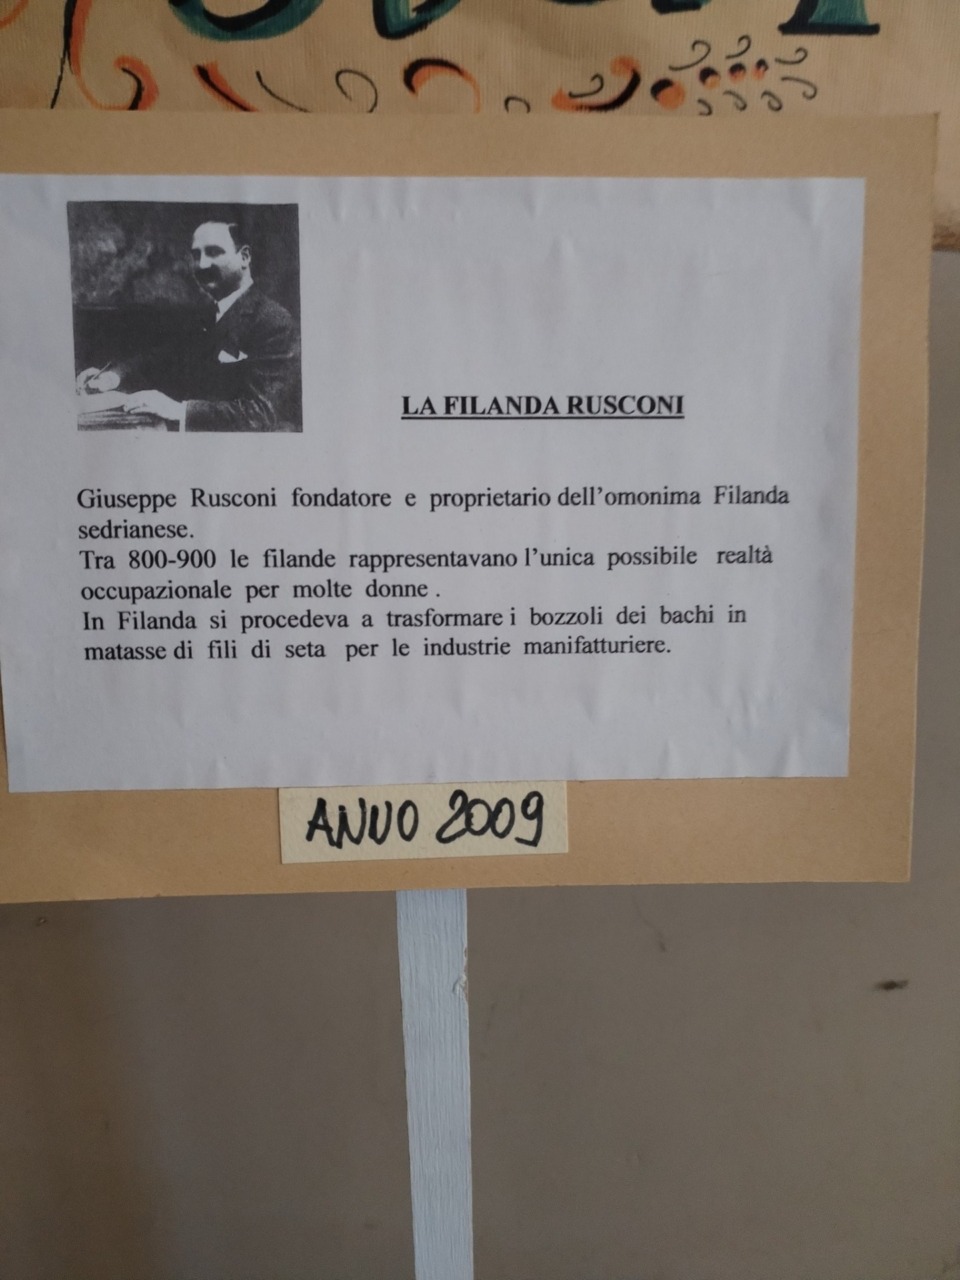 LA FILANDA RUSCONI
Giuseppe Rusconi fondatore e proprietario dell'omonima Filanda
sedrianese.
Tra 800-900 le filande rappresentavano l'unica possibile realtà
occupazionale per molte donne .
In Filanda si procedeva a trasformare i bozzoli dei bachi in
matasse di fili di seta per le industrie manifatturiere.
ANNO 2009